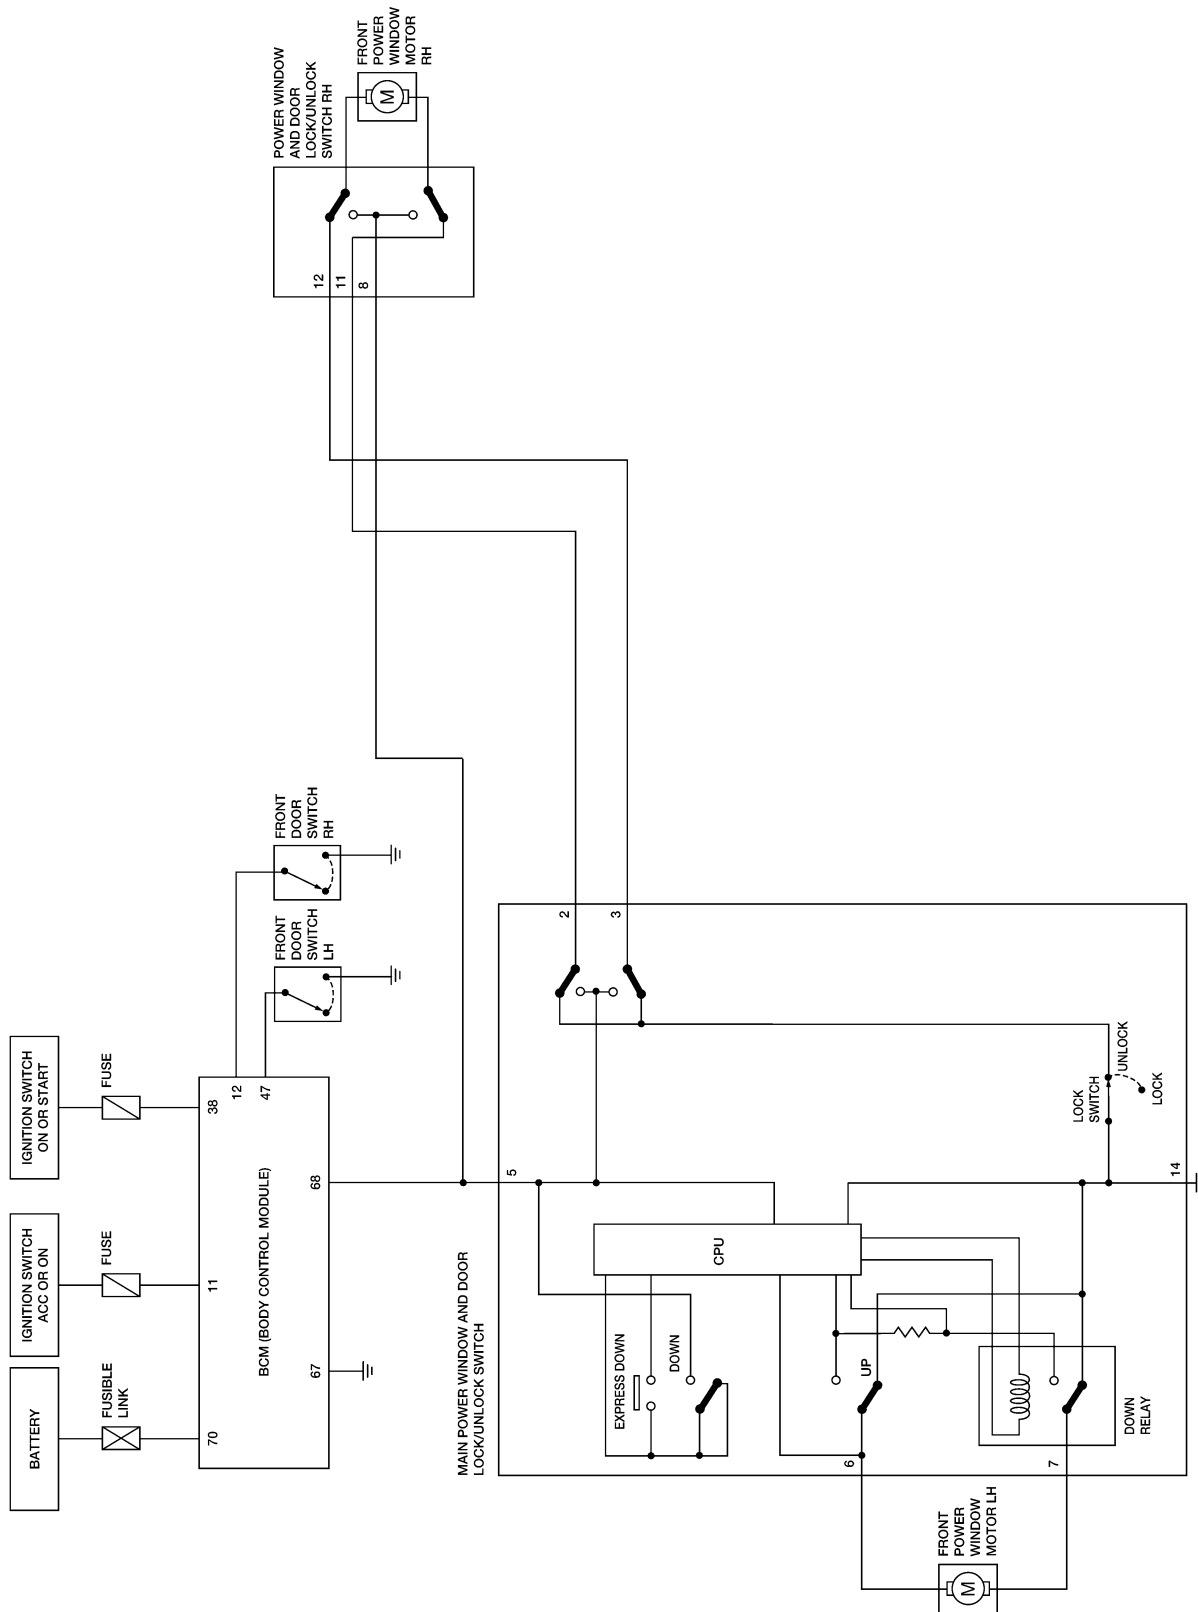 BATTERY
FUSIBLE
LINK
70
IGNITION SWITCH
ACC OR ON
FUSE
11
IGNITION SWITCH
ON OR START
FUSE
38
BCM (BODY CONTROL MODULE)
67
68
12
47
FRONT
DOOR
SWITCH
LH
FRONT
DOOR
SWITCH
RH
POWER WINDOW
AND DOOR
LOCK/UNLOCK
SWITCH RH
12
11
8
FRONT
POWER
WINDOW
MOTOR
RH
M
MAIN POWER WINDOW AND DOOR
LOCK/UNLOCK SWITCH
5
2
3
CPU
EXPRESS DOWN
DOWN
UP
LOCK
SWITCH
UNLOCK
LOCK
14
DOWN
RELAY
6
7
FRONT
POWER
WINDOW
MOTOR LH
M